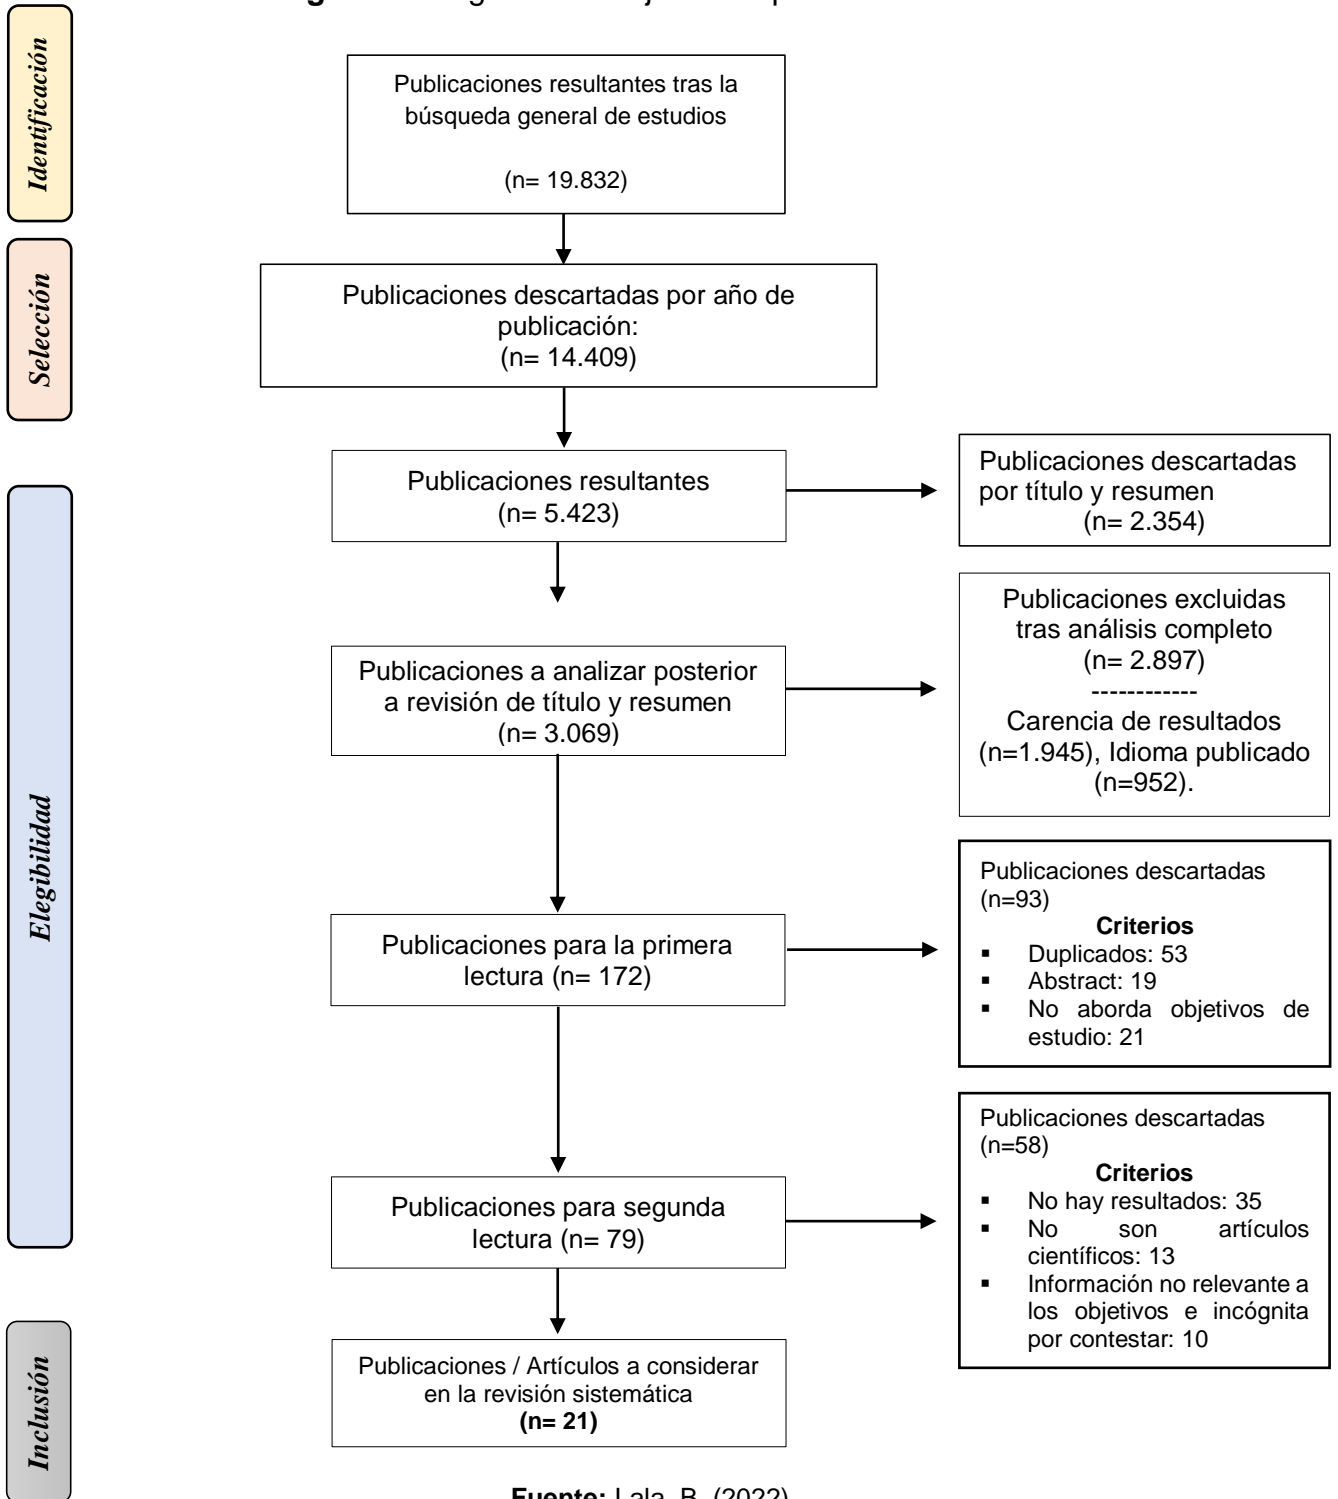 Identificación
Publicaciones resultantes tras la
búsqueda general de estudios
(n= 19.832)
Selección
Publicaciones descartadas por año de
publicación:
(n= 14.409)
Elegibilidad
Publicaciones resultantes
(n= 5.423)
Publicaciones descartadas
por título y resumen
(n= 2.354)
Publicaciones a analizar posterior
a revisión de título y resumen
(n= 3.069)
Publicaciones excluidas
tras análisis completo
(n= 2.897)
------------
Carencia de resultados
(n=1.945), Idioma publicado
(n=952).
Publicaciones para la primera
lectura (n= 172)
Publicaciones descartadas
(n=93)
Criterios
▪ Duplicados: 53
▪ Abstract: 19
▪ No aborda objetivos de
estudio: 21
Publicaciones para segunda
lectura (n= 79)
Publicaciones descartadas
(n=58)
Criterios
▪ No hay resultados: 35
▪ No son artículos
científicos: 13
▪ Información no relevante a
los objetivos e incógnita
por contestar: 10
Inclusión
Publicaciones / Artículos a considerar
en la revisión sistemática
(n= 21)
Fuente: Lala, B. (2022)